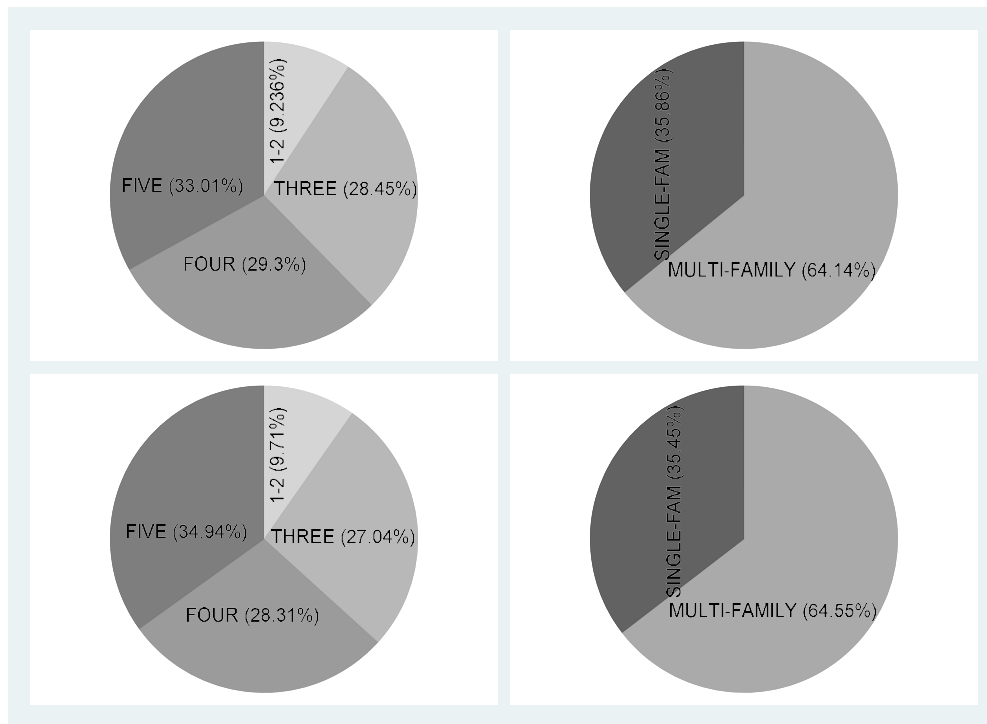 1-2 (9.236%)
FIVE (33.01%)
THREE (28.45%)
FOUR (29.3%)
SINGLE-FAM (35.86%)
MULTI-FAMILY (64.14%)
1-2 (9.71%)
FIVE (34.94%)
THREE (27.04%)
FOUR (28.31%)
SINGLE-FAM (35.45%)
MULTI-FAMILY (64.55%)